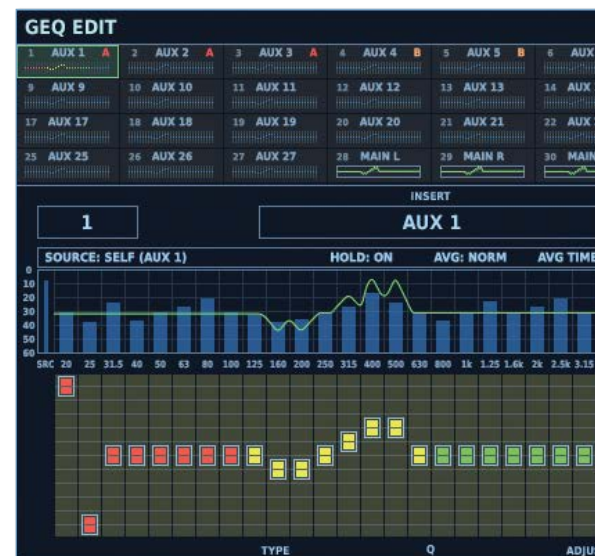 GEQ EDIT
1 AUX 1 A 2 AUX 2 A 3 AUX 3 A 4 AUX 4 B 5 AUX 5 B 6 AUX
9 AUX 9 10 AUX 10 11 AUX 11 12 AUX 12 13 AUX 13 14 AUX
17 AUX 17 18 AUX 18 19 AUX 19 20 AUX 20 21 AUX 21 22 AUX
25 AUX 25 26 AUX 26 27 AUX 27 28 MAIN L 29 MAIN R 30 MAIN
INSERT
1 AUX 1
SOURCE: SELF (AUX 1) HOLD: ON AVG: NORM AVG TIME
0
10
20
30
40
50
60
SRC 20 25 31.5 40 50 63 80 100 125 160 200 250 315 400 500 630 800 1k 1.25 1.6k 2k 2.5k 3.15
TYPE Q ADJU